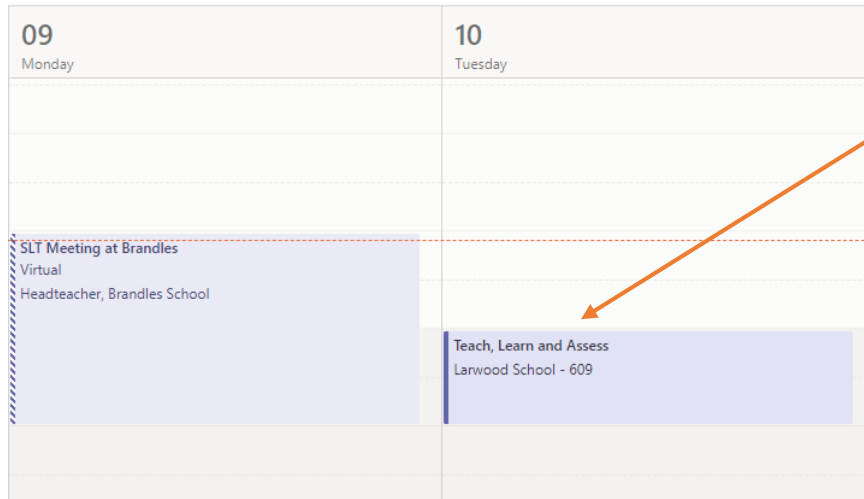 09
Monday
10
Tuesday
SLT Meeting at Brandles
Virtual
Headteacher, Brandles School
Teach, Learn and Assess
Larwood School - 609